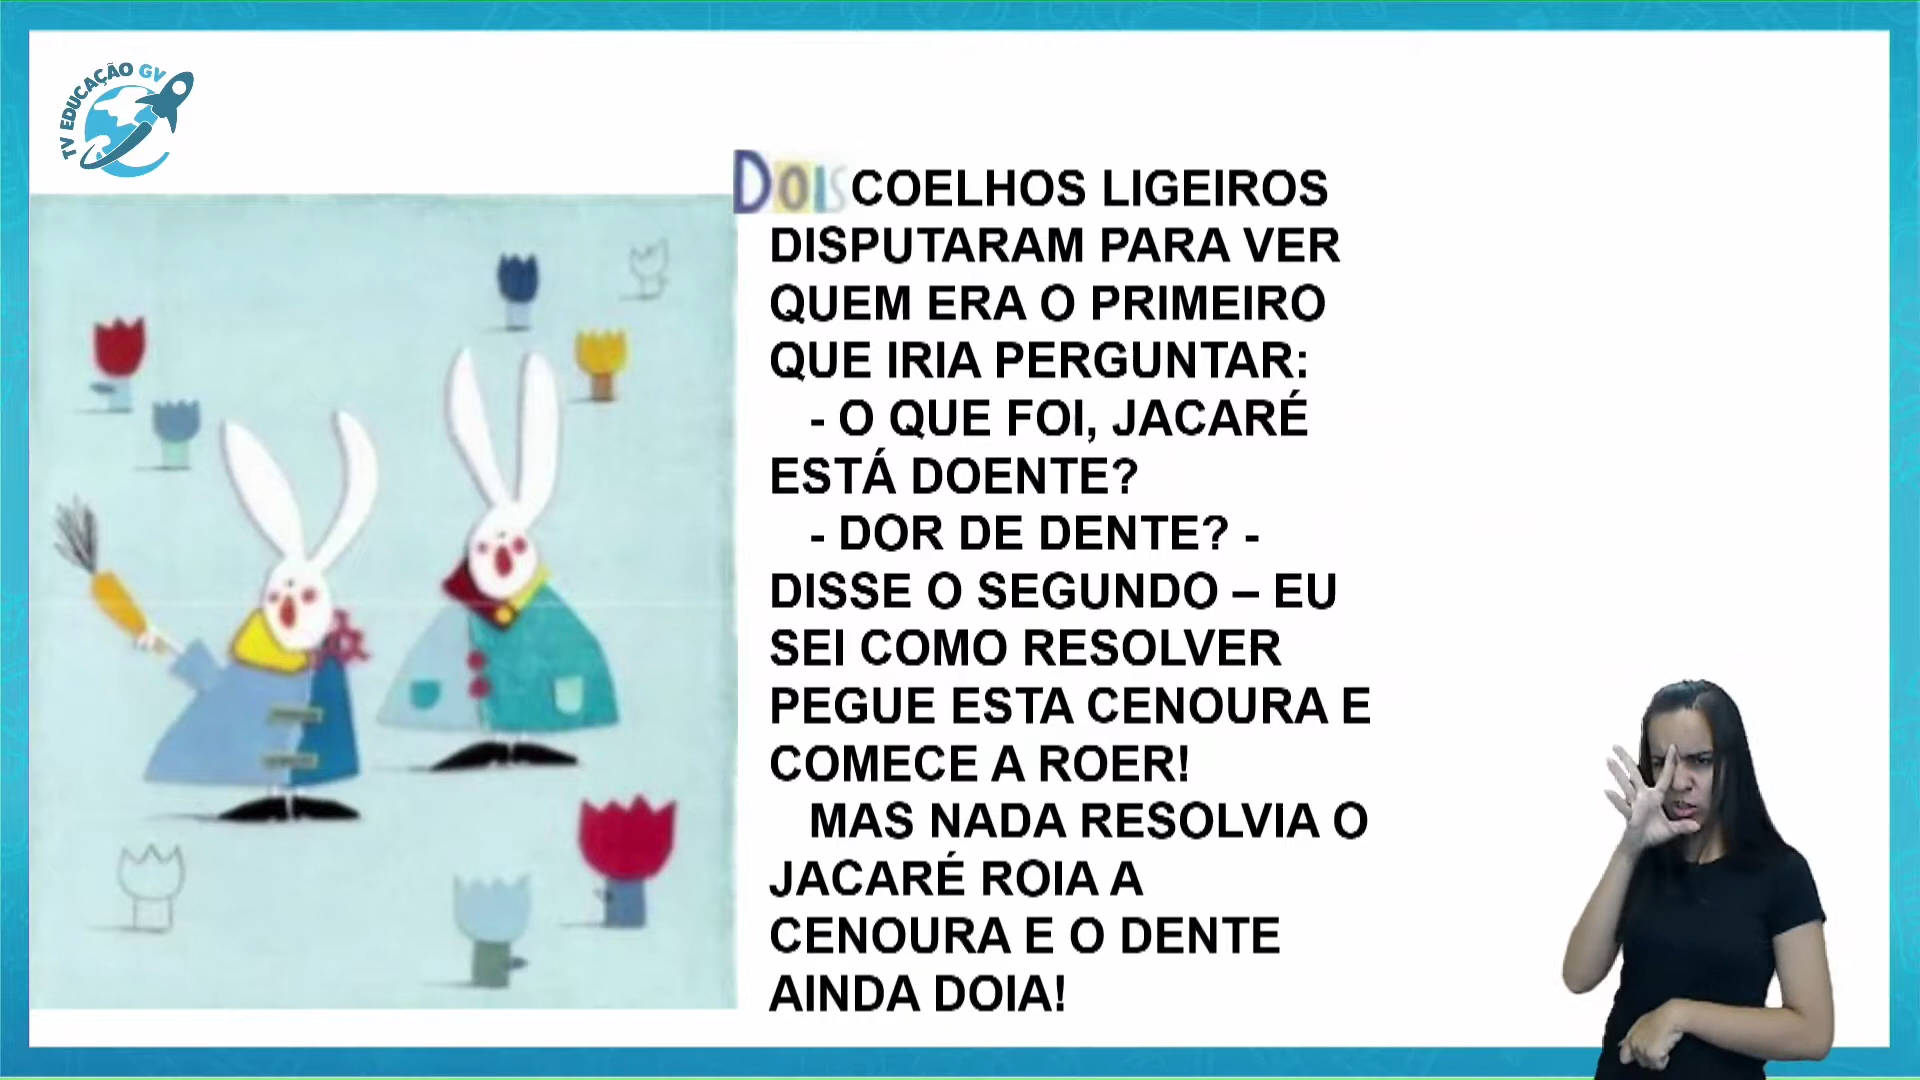 TV EDUCAÇÃO GV
DOIS COELHOS LIGEIROS
DISPUTARAM PARA VER
QUEM ERA O PRIMEIRO
QUE IRIA PERGUNTAR:
- O QUE FOI, JACARÉ
ESTÁ DOENTE?
- DOR DE DENTE? -
DISSE O SEGUNDO – EU
SEI COMO RESOLVER
PEGUE ESTA CENOURA E
COMECE A ROER!
MAS NADA RESOLVIA O
JACARÉ ROIA A
CENOURA E O DENTE
AINDA DOIA!